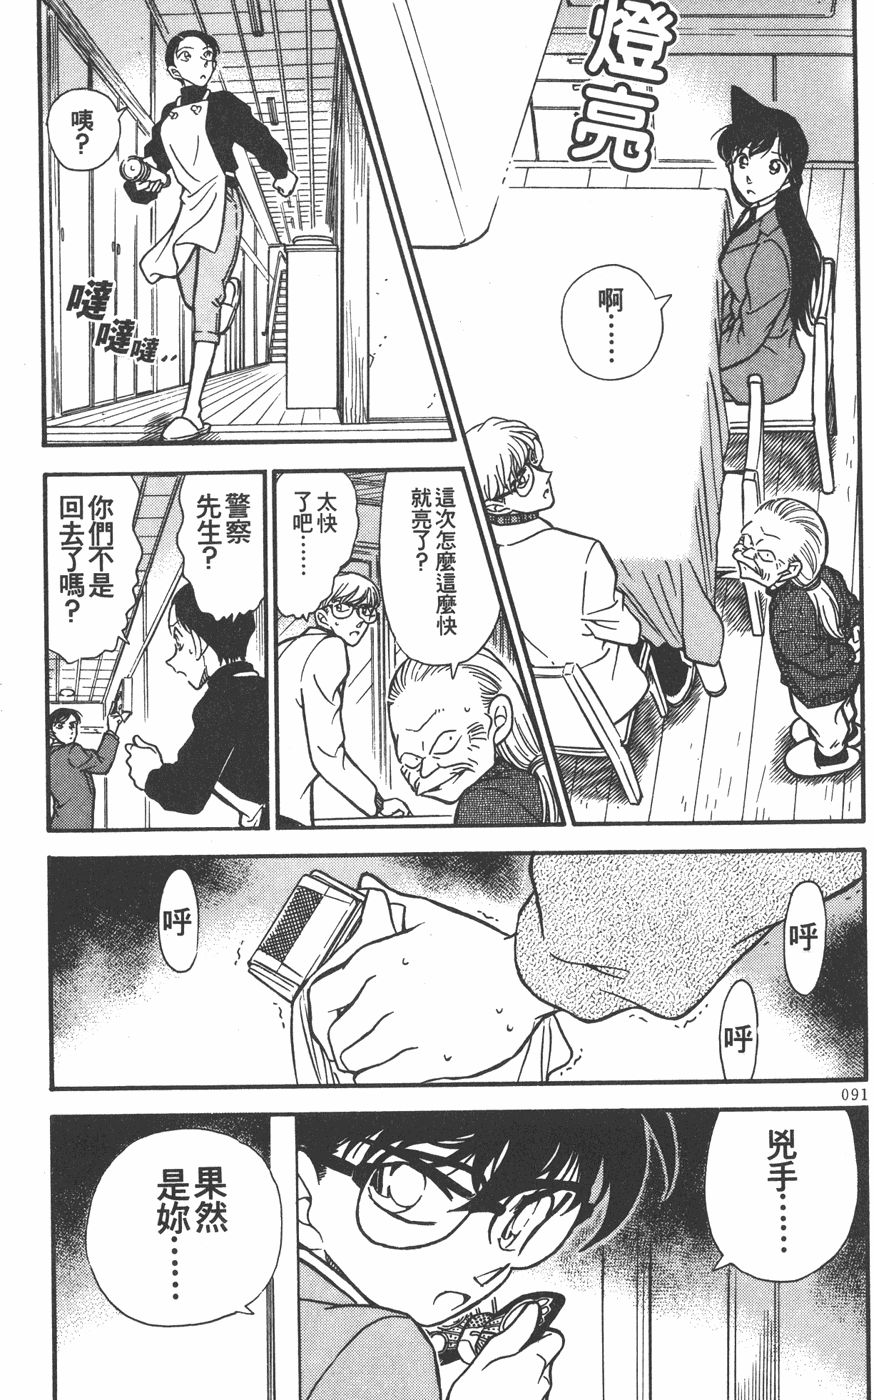 燈亮
啊……
咦？
噠噠噠…
這次怎麼這麼快
就亮了？
太快
了吧……
警察
先生？
你們不是
回去了嗎？
呼
呼
呼
091
兇手……
果然
是妳……